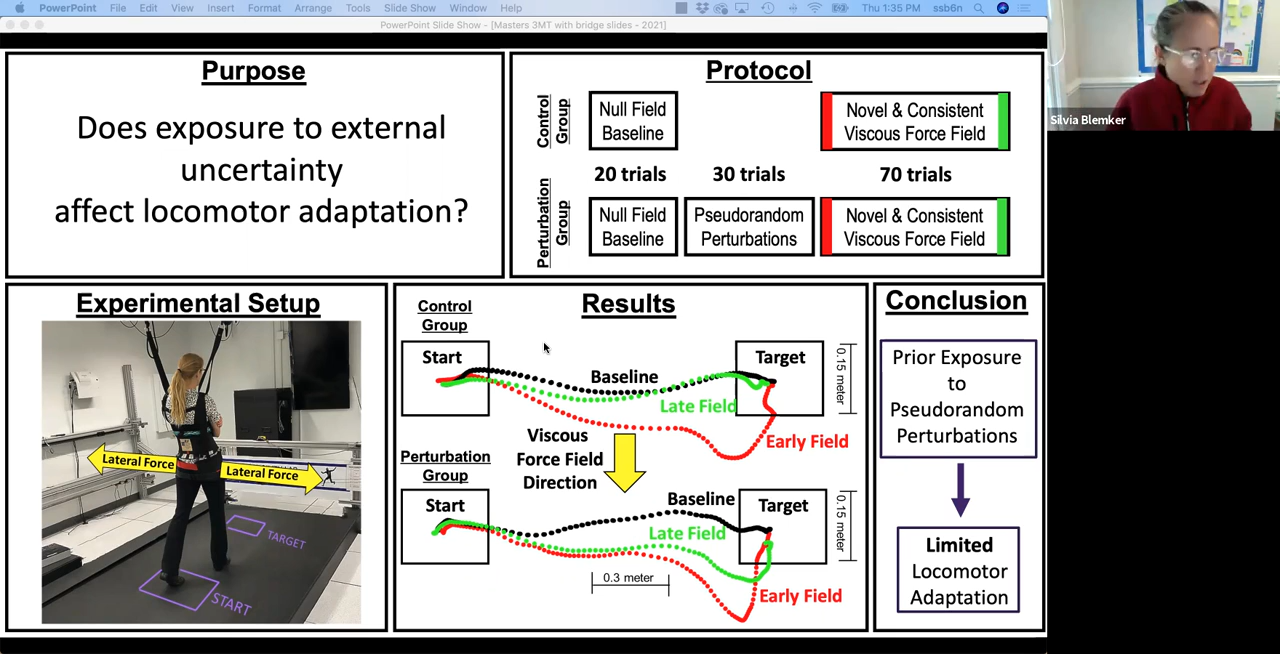 PowerPoint File Edit View Insert Format Arrange Tools Slide Show Window Help Thu 1:35 PM ssb6n
PowerPoint Slide Show - [Masters 3MT with bridge slides - 2021]
Purpose
Does exposure to external
uncertainty
affect locomotor adaptation?
Protocol
Control
Group
Null Field
Baseline
Novel & Consistent
Viscous Force Field
20 trials 30 trials 70 trials
Perturbation
Group
Null Field
Baseline
Pseudorandom
Perturbations
Novel & Consistent
Viscous Force Field
Silvia Blemker
Experimental Setup
Lateral Force
Lateral Force
TARGET
START
Results
Control
Group
Start
Baseline
Target
0.15 meter
Late Field
Early Field
Viscous
Force Field
Direction
Perturbation
Group
Start
Baseline
Target
0.15 meter
Late Field
0.3 meter
Early Field
Conclusion
Prior Exposure
to
Pseudorandom
Perturbations
Limited
Locomotor
Adaptation